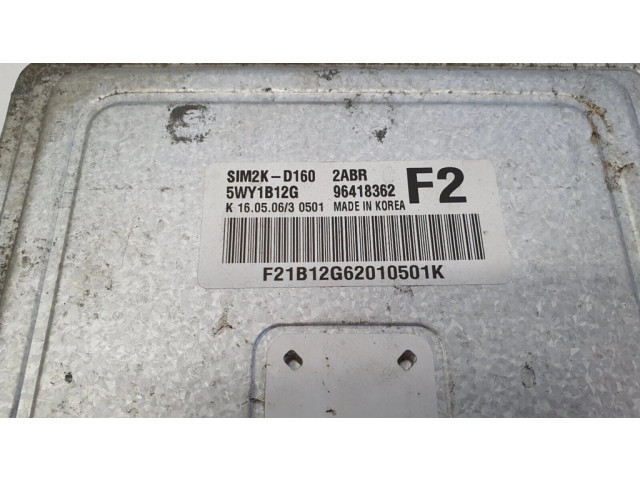 SIM2K-D160 2ABR
5WY1B12G 96418362 F2
K 16.05.06/3 0501 MADE IN KOREA
F21B12G62010501K